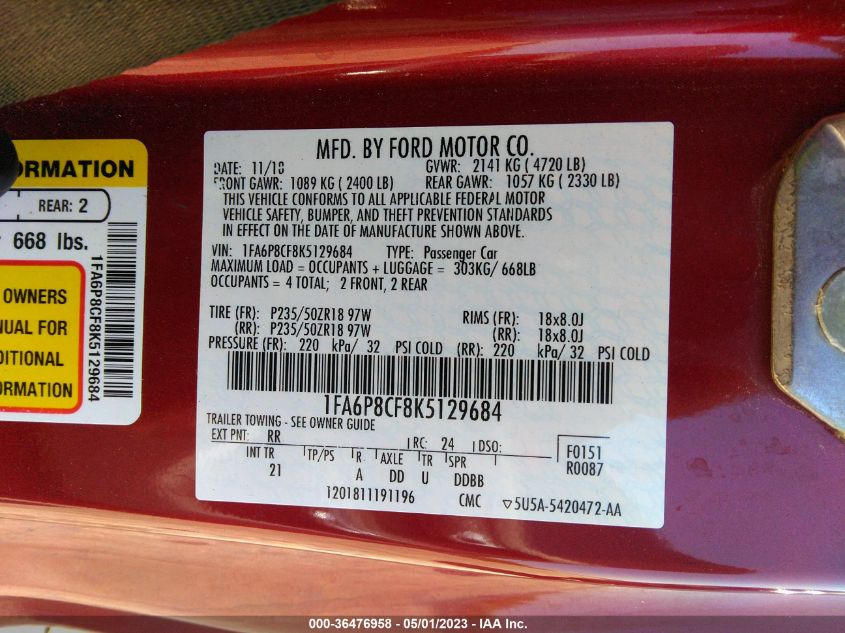 ORMATION
REAR: 2
668 lbs.
OWNERS
NUAL FOR
DITIONAL
ORMATION
1FA6P8CF8K5129684
MFD. BY FORD MOTOR CO.
DATE: 11/18 GVWR: 2141 KG ( 4720 LB)
FRONT GAWR: 1089 KG ( 2400 LB) REAR GAWR: 1057 KG ( 2330 LB)
THIS VEHICLE CONFORMS TO ALL APPLICABLE FEDERAL MOTOR
VEHICLE SAFETY, BUMPER, AND THEFT PREVENTION STANDARDS
IN EFFECT ON THE DATE OF MANUFACTURE SHOWN ABOVE.
VIN: 1FA6P8CF8K5129684 TYPE: Passenger Car
MAXIMUM LOAD = OCCUPANTS + LUGGAGE = 303KG/ 668LB
OCCUPANTS = 4 TOTAL; 2 FRONT, 2 REAR
TIRE (FR): P235/50ZR18 97W RIMS (FR): 18x8.0J
(RR): P235/50ZR18 97W (RR): 18x8.0J
PRESSURE (FR): 220 kPa/ 32 PSI COLD (RR): 220 kPa/ 32 PSI COLD
1FA6P8CF8K5129684
TRAILER TOWING - SEE OWNER GUIDE
EXT PNT: RR RC: 24 DSO: F0151
INT TR TP/PS R AXLE TR SPR R0087
21 A DD U DDBB
1201811191196 CMC ▽5U5A-5420472-AA
000-36476958 - 05/01/2023 - IAA Inc.